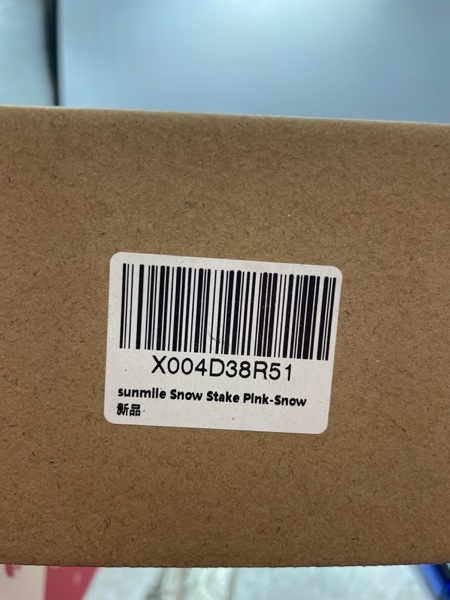 X004D38R51
sunmile Snow Stake Pink-Snow
新品